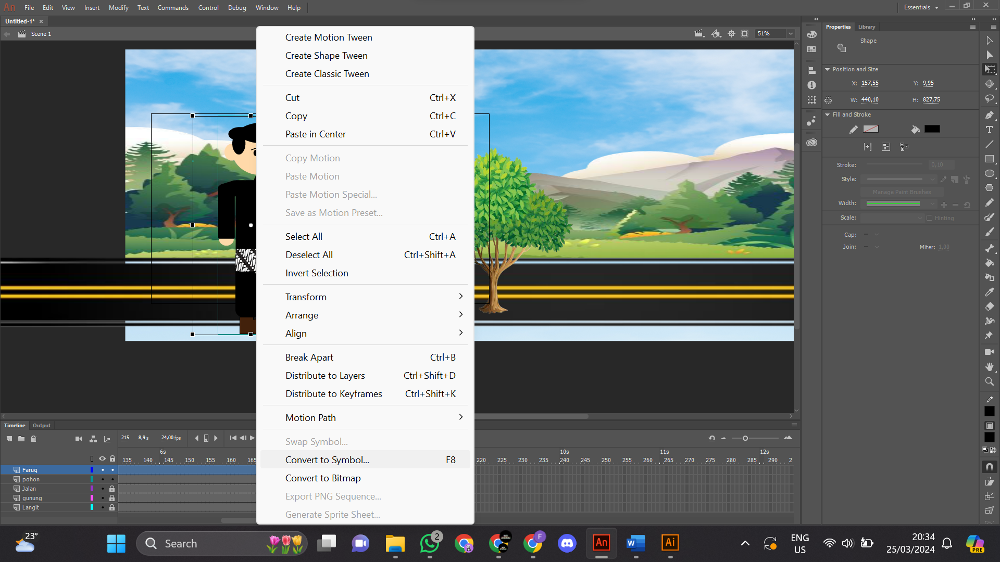 An File Edit View Insert Modify Text Commands Control Debug Window Help Essentials
Untitled-1* ×
Scene 1
51%
Create Motion Tween
Create Shape Tween
Create Classic Tween
Cut Ctrl+X
Copy Ctrl+C
Paste in Center Ctrl+V
Copy Motion
Paste Motion
Paste Motion Special...
Save as Motion Preset...
Select All Ctrl+A
Deselect All Ctrl+Shift+A
Invert Selection
Transform
Arrange
Align
Break Apart Ctrl+B
Distribute to Layers Ctrl+Shift+D
Distribute to Keyframes Ctrl+Shift+K
Motion Path
Swap Symbol...
Convert to Symbol... F8
Convert to Bitmap
Export PNG Sequence...
Generate Sprite Sheet...
Properties Library
Shape
Position and Size
X: 157,55 Y: 9,95
W: 440,10 H: 827,75
Fill and Stroke
Stroke: 0,10
Style:
Manage Paint Brushes
Width:
Scale: Hinting
Cap:
Join: Miter: 1,00
Timeline Output
215 8,9 s 24,00 fps
6s 10s 11s 12s
135 140 145 150 155 160 165 220 225 230 235 240 245 250 255 260 265 270 275 280 285 290 2
Faruq
pohon
Jalan
gunung
Langit
23°
Search
2
F
An
W
Ai
ENG
US
20:34
25/03/2024
PRE